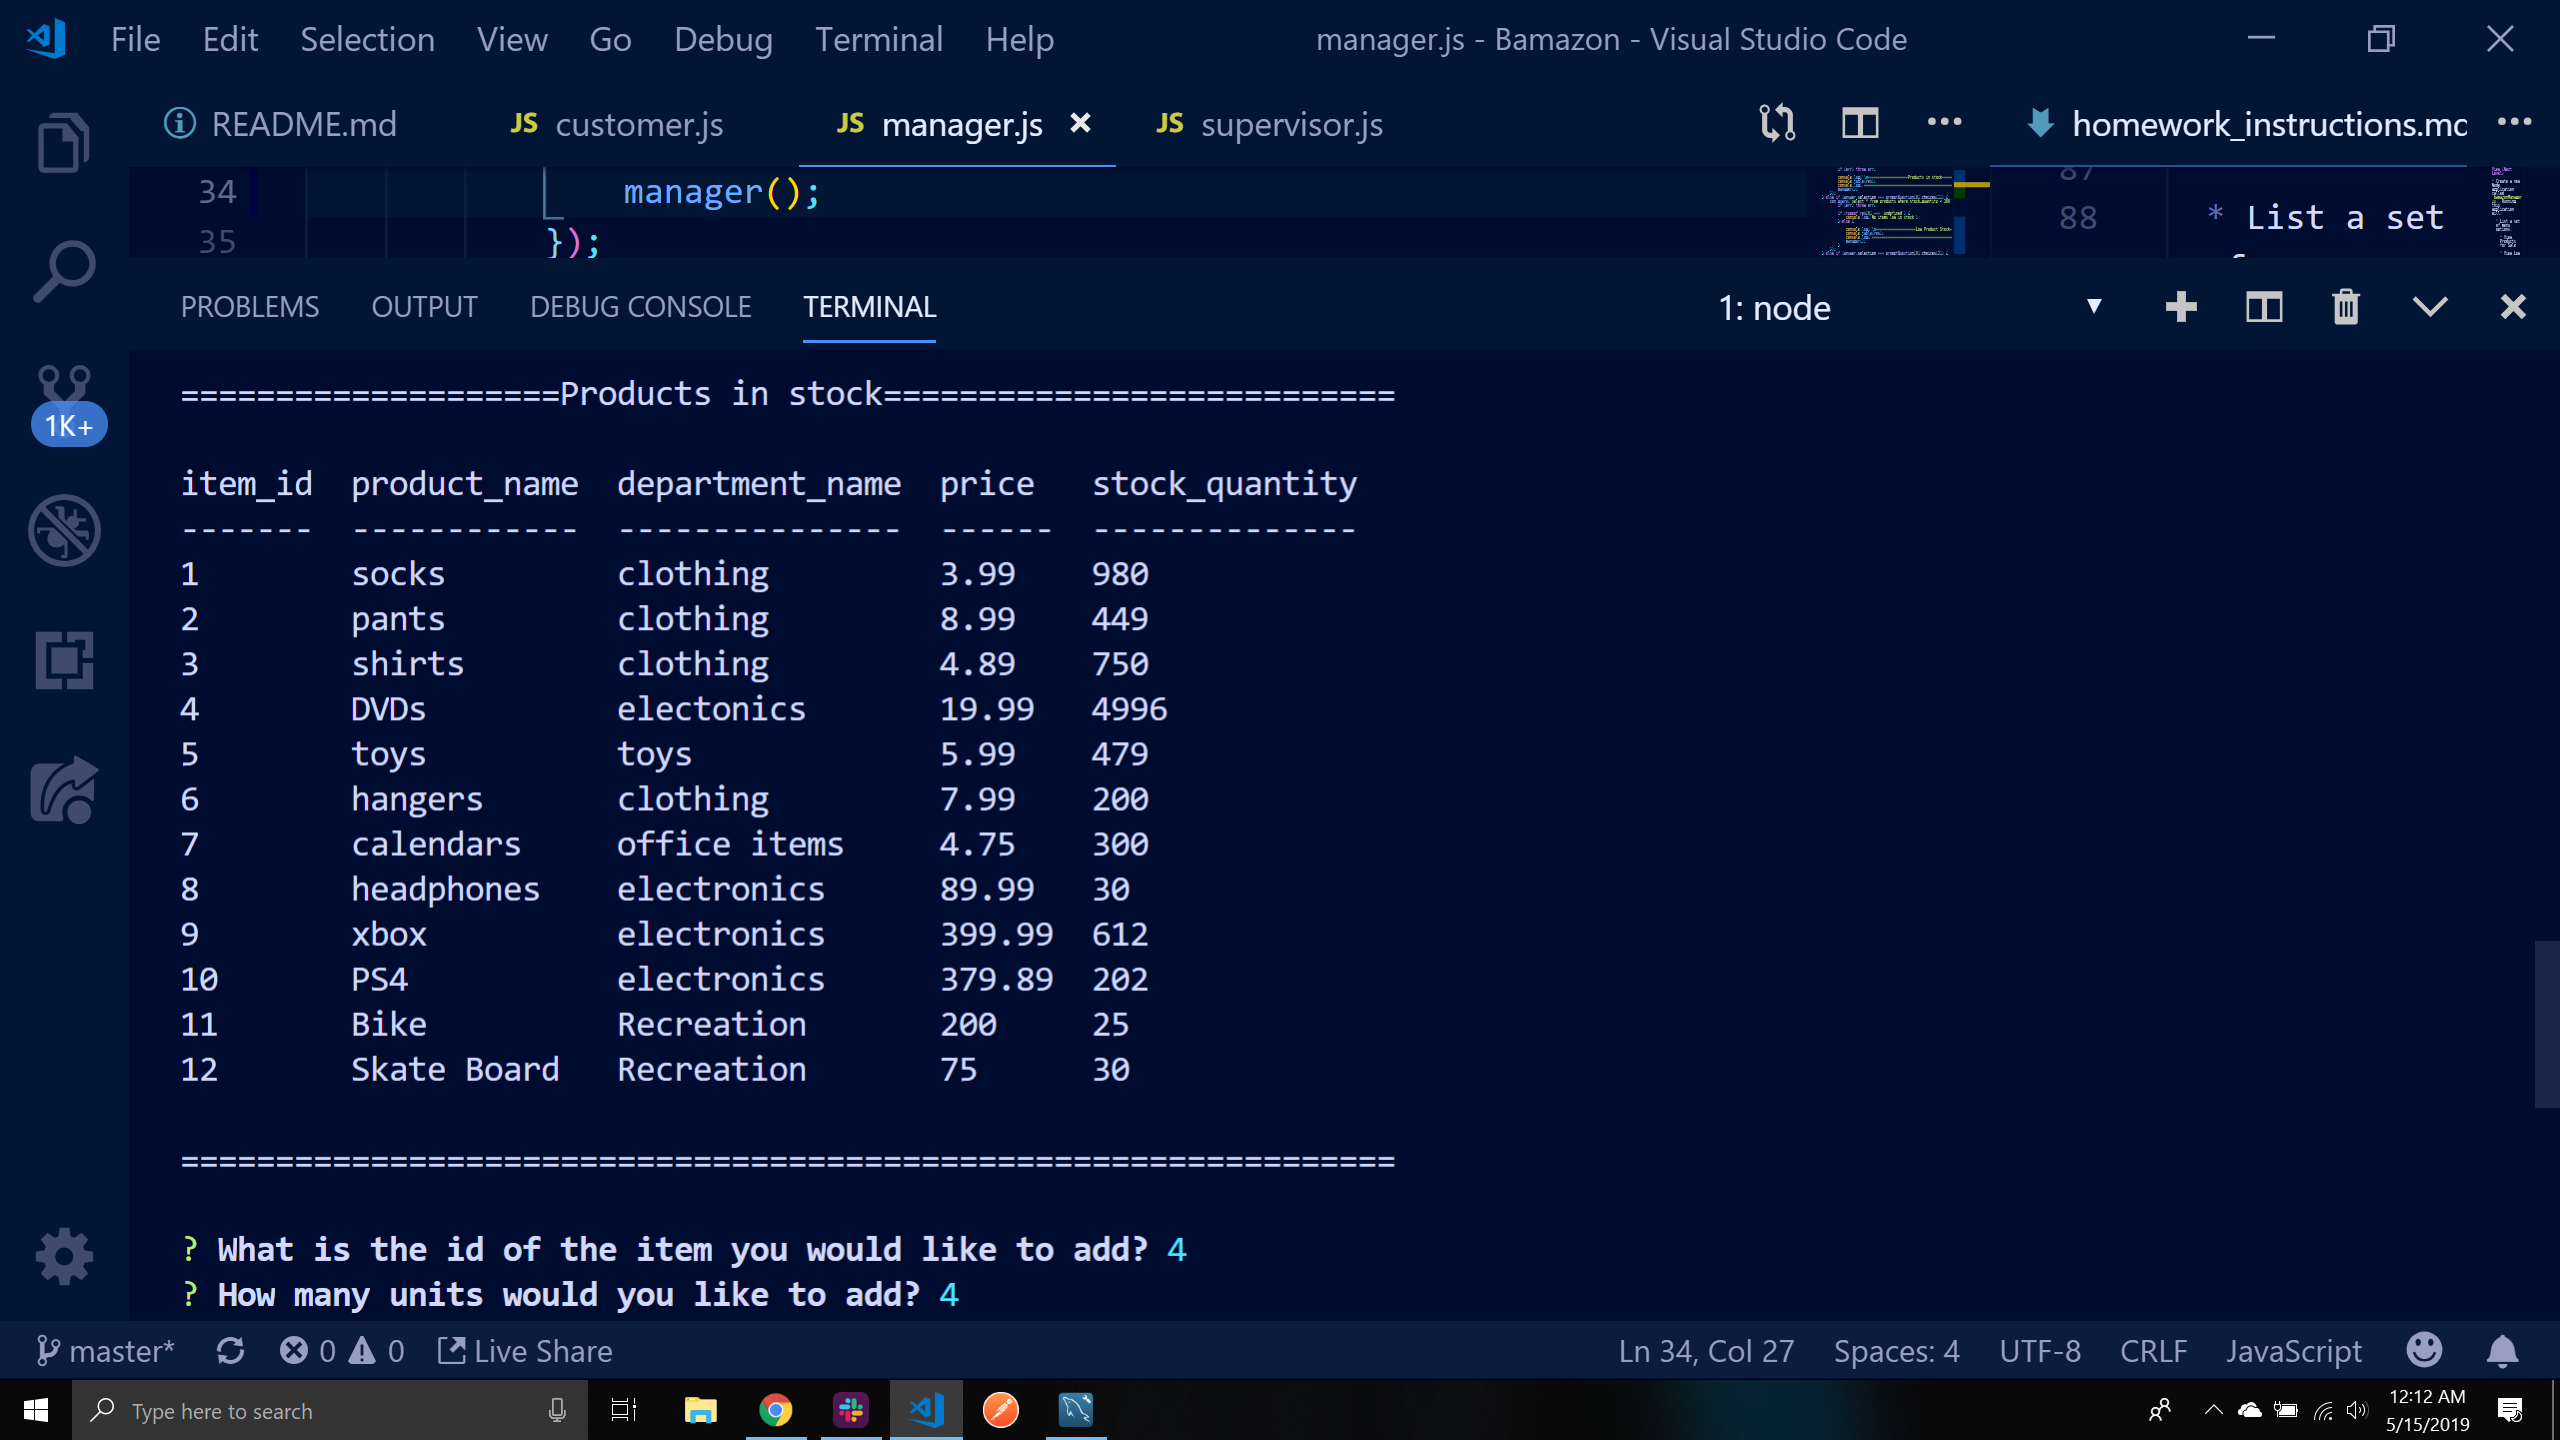 File Edit Selection View Go Debug Terminal Help manager.js - Bamazon - Visual Studio Code
README.md JS customer.js JS manager.js JS supervisor.js homework_instructions.md
34 manager();
35 });
87
88 * List a set
PROBLEMS OUTPUT DEBUG CONSOLE TERMINAL 1: node
1K+
====================Products in stock===========================
item_id product_name department_name price stock_quantity
------- ------------ --------------- ------ --------------
1 socks clothing 3.99 980
2 pants clothing 8.99 449
3 shirts clothing 4.89 750
4 DVDs electonics 19.99 4996
5 toys toys 5.99 479
6 hangers clothing 7.99 200
7 calendars office items 4.75 300
8 headphones electronics 89.99 30
9 xbox electronics 399.99 612
10 PS4 electronics 379.89 202
11 Bike Recreation 200 25
12 Skate Board Recreation 75 30
================================================================
? What is the id of the item you would like to add? 4
? How many units would you like to add? 4
master* 0 0 Live Share Ln 34, Col 27 Spaces: 4 UTF-8 CRLF JavaScript
Type here to search 12:12 AM
5/15/2019